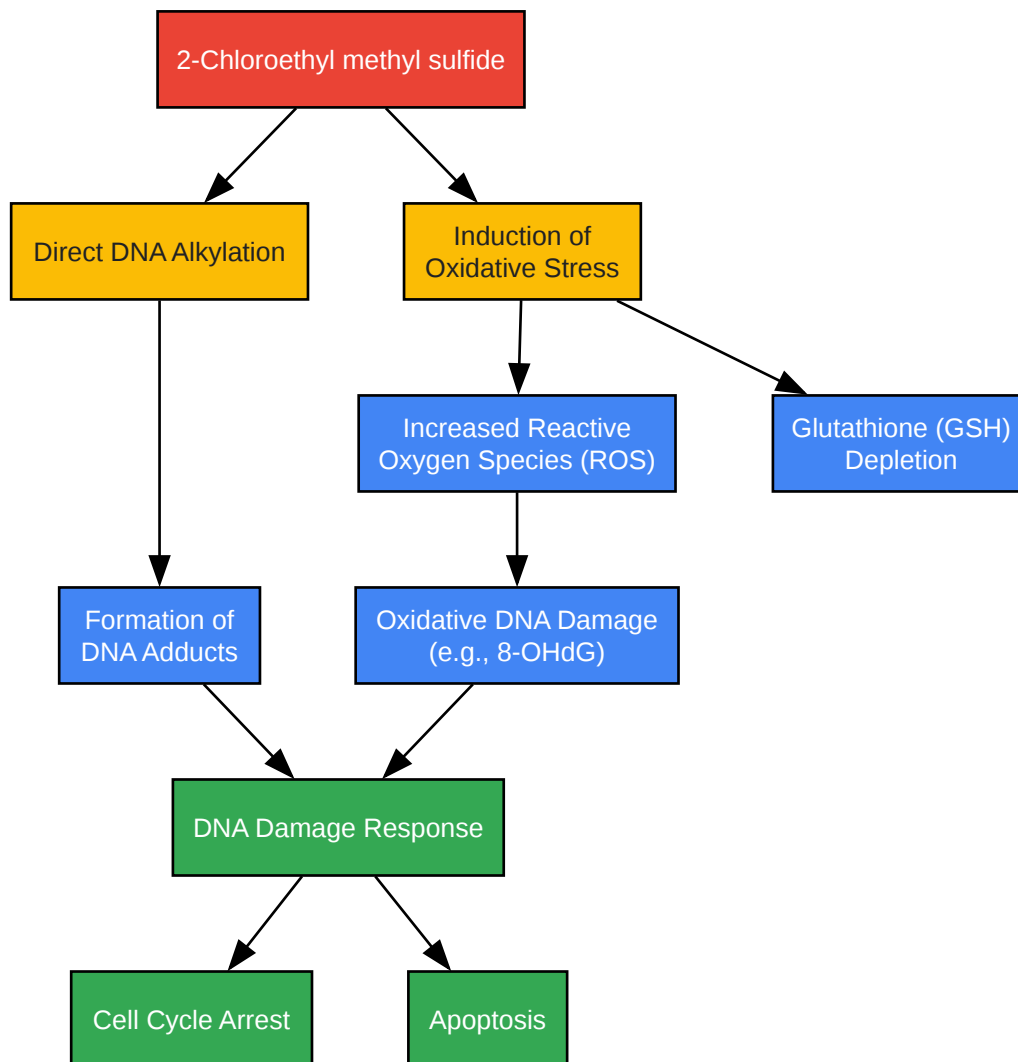 2-Chloroethyl methyl sulfide
Direct DNA Alkylation
Induction of
Oxidative Stress
Increased Reactive
Oxygen Species (ROS)
Glutathione (GSH)
Depletion
Formation of
DNA Adducts
Oxidative DNA Damage
(e.g., 8-OHdG)
DNA Damage Response
Cell Cycle Arrest
Apoptosis